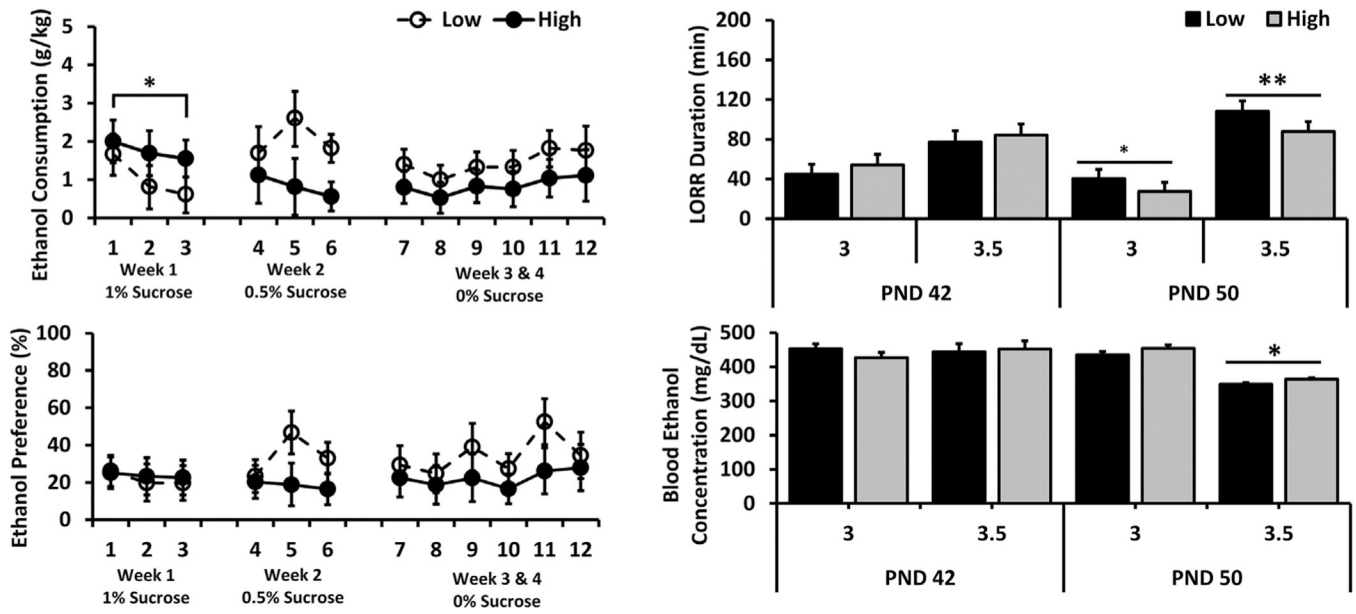 Low High
Ethanol Consumption (g/kg)
5
4
3
2
1
0
*
1 2 3 4 5 6 7 8 9 10 11 12
Week 1 Week 2 Week 3 & 4
1% Sucrose 0.5% Sucrose 0% Sucrose
Ethanol Preference (%)
100
80
60
40
20
0
1 2 3 4 5 6 7 8 9 10 11 12
Week 1 Week 2 Week 3 & 4
1% Sucrose 0.5% Sucrose 0% Sucrose
Low High
LORR Duration (min)
200
160
120
80
40
0
* **
3 3.5 3 3.5
PND 42 PND 50
Blood Ethanol
Concentration (mg/dL)
500
400
300
200
100
0
*
3 3.5 3 3.5
PND 42 PND 50